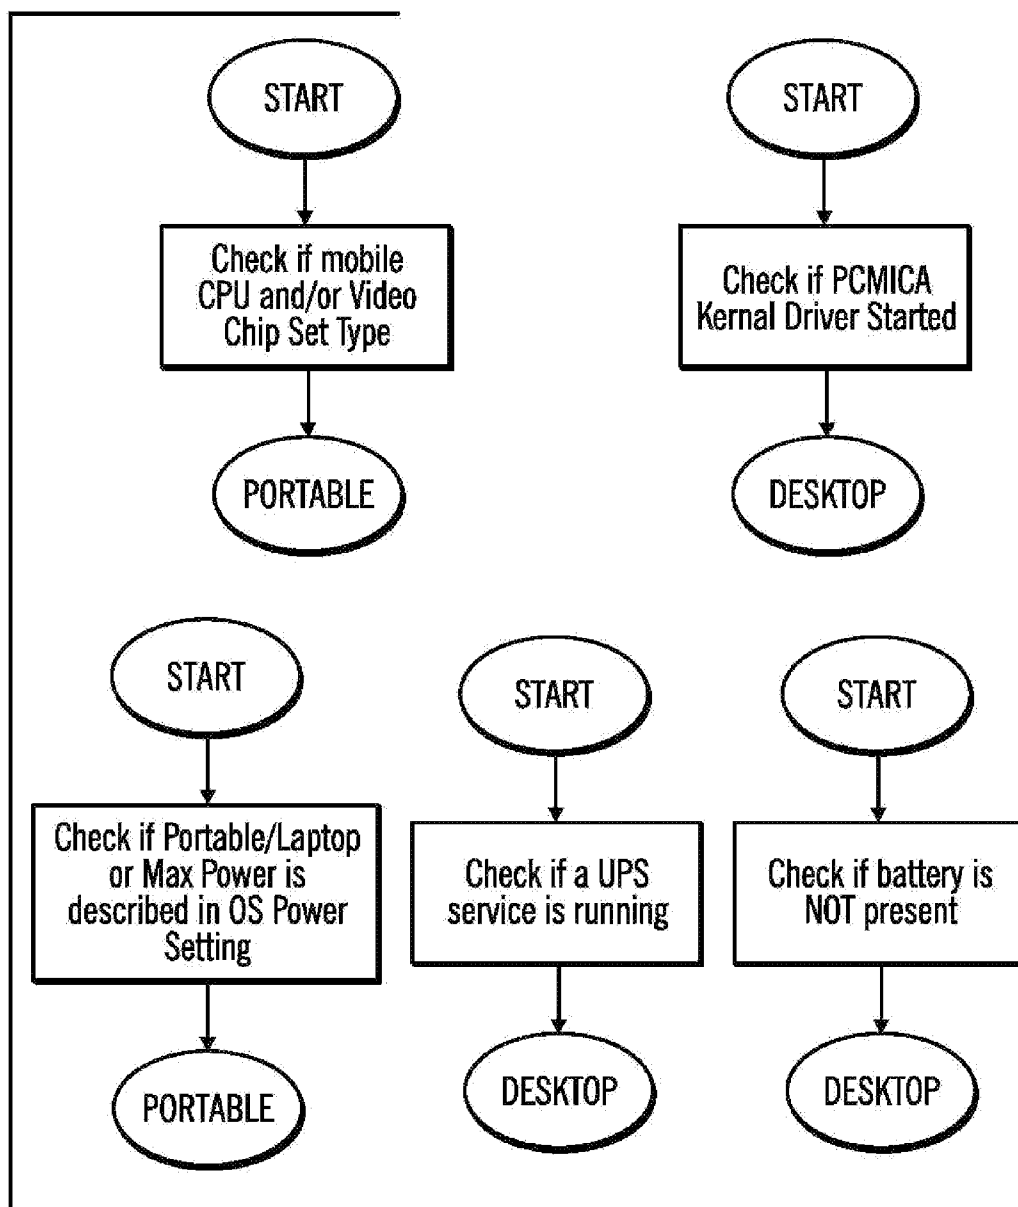 START
Check if mobile
CPU and/or Video
Chip Set Type
PORTABLE
START
Check if PCMICA
Kernal Driver Started
DESKTOP
START
Check if Portable/Laptop
or Max Power is
described in OS Power
Setting
PORTABLE
START
Check if a UPS
service is running
DESKTOP
START
Check if battery is
NOT present
DESKTOP